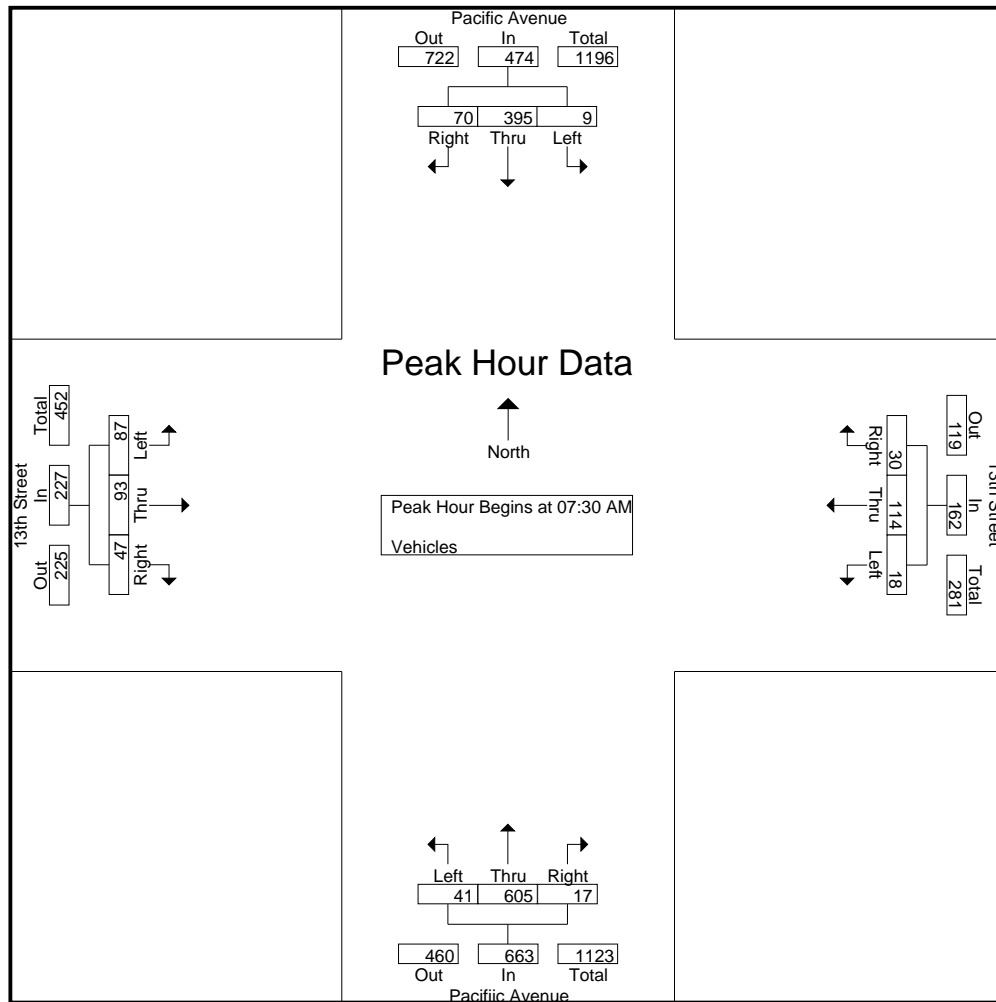 Pacific Avenue
Out In Total
722 474 1196
70 395 9
Right Thru Left
Peak Hour Data
North
Peak Hour Begins at 07:30 AM
Vehicles
13th Street
Total In Out
452 227 225
87 93 47
Left Thru Right
Right Thru Left
30 114 18
Out In Total
119 162 281
13th Street
Left Thru Right
41 605 17
460 663 1123
Out In Total
Pacifiic Avenue